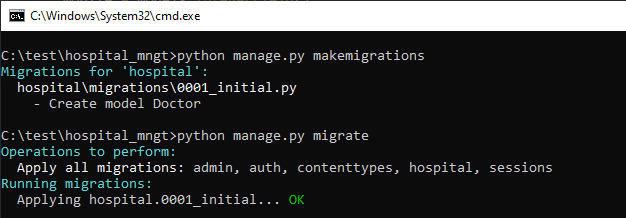 C:\Windows\System32\cmd.exe
C:\test\hospital_mngt>python manage.py makemigrations
Migrations for 'hospital':
  hospital\migrations\0001_initial.py
    - Create model Doctor
C:\test\hospital_mngt>python manage.py migrate
Operations to perform:
  Apply all migrations: admin, auth, contenttypes, hospital, sessions
Running migrations:
  Applying hospital.0001_initial... OK